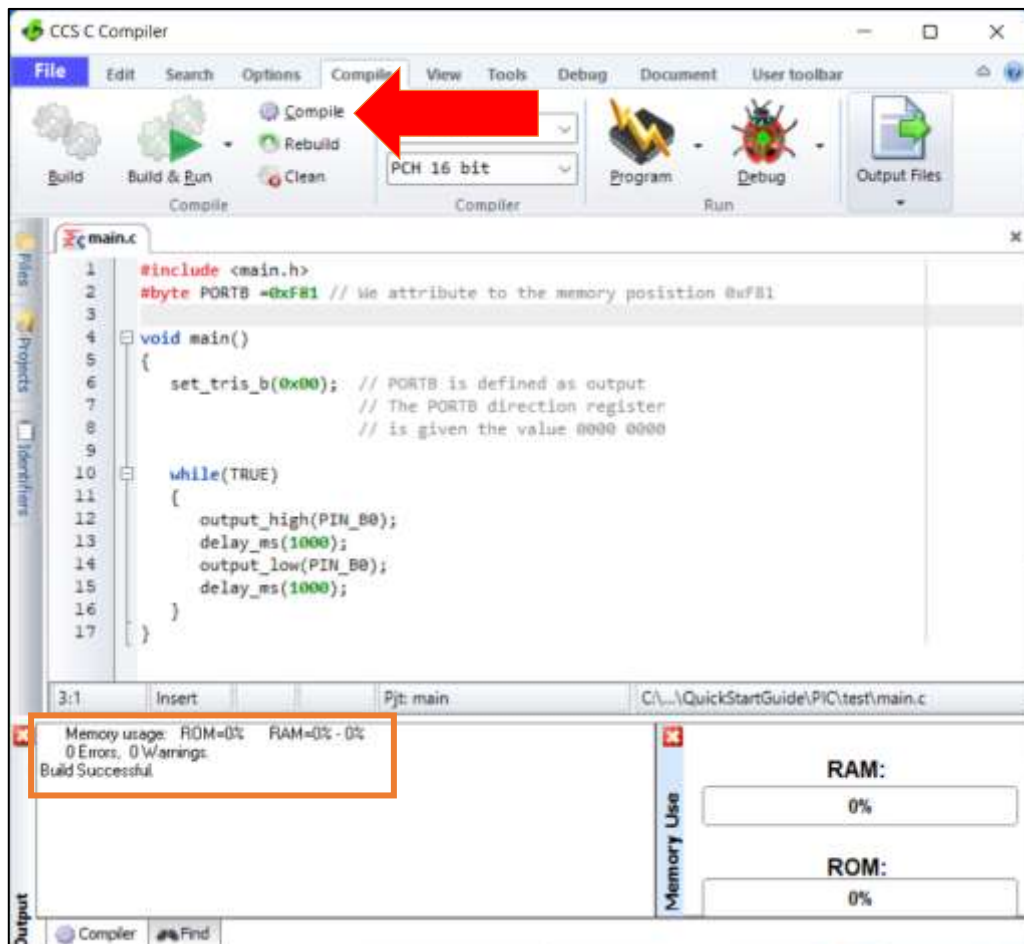 CCS C Compiler
File Edit Search Options Compile View Tools Debug Document User toolbar
Compile
Rebuild
Clean
Build
Build & Run
PCH 16 bit
Program
Debug
Output Files
Compile Compiler Run
main.c
Files
Projects
Identifiers
1 #include <main.h>
2 #byte PORTB =0xF81 // We attribute to the memory posistion 0xF81
3
4 void main()
5 {
6 set_tris_b(0x00); // PORTB is defined as output
7 // The PORTB direction register
8 // is given the value 0000 0000
9
10 while(TRUE)
11 {
12 output_high(PIN_B0);
13 delay_ms(1000);
14 output_low(PIN_B0);
15 delay_ms(1000);
16 }
17 }
3:1 Insert Pjt: main C:\...\QuickStartGuide\PIC\test\main.c
Memory usage: ROM=0% RAM=0% - 0%
0 Errors, 0 Warnings.
Build Successful.
Output
Memory Use
RAM:
0%
ROM:
0%
Compiler Find